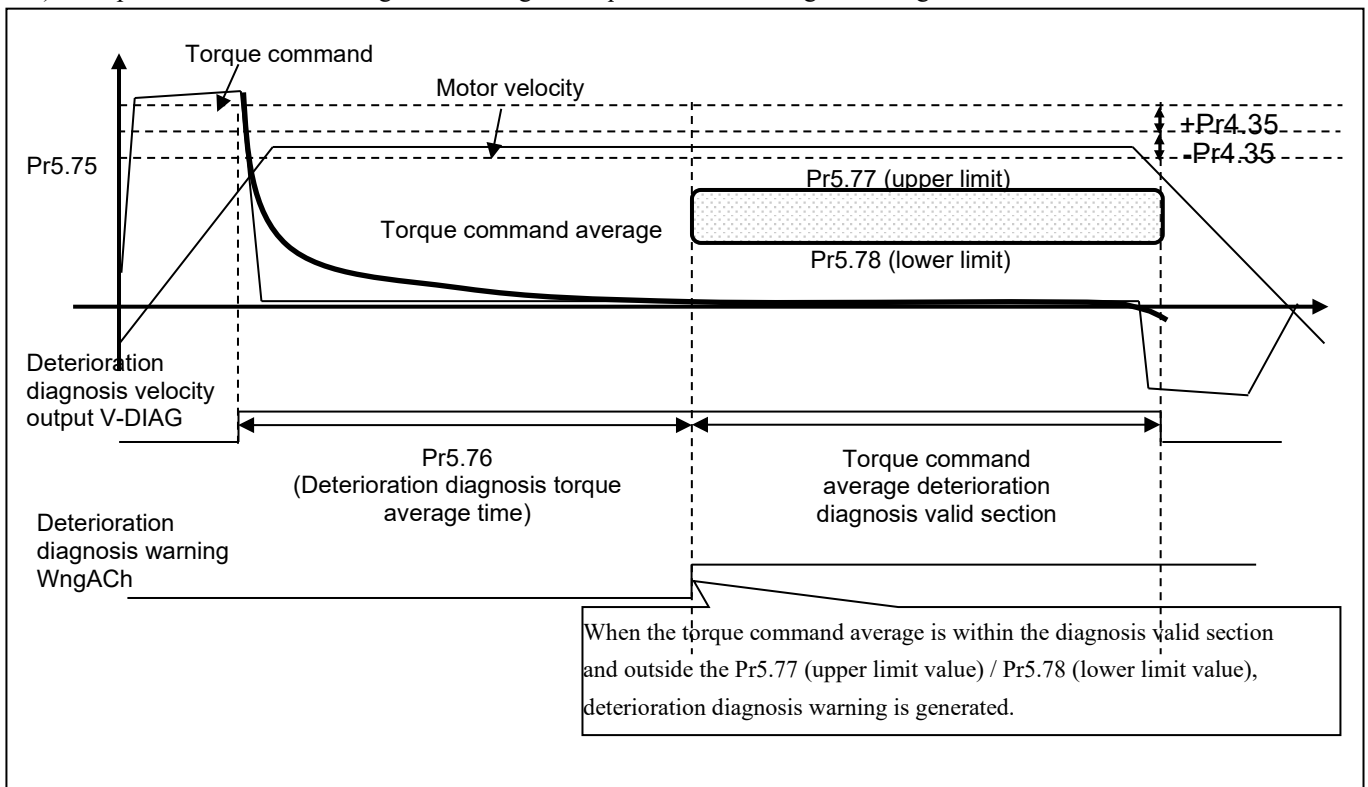 Torque command
Motor velocity
+Pr4.35
-Pr4.35
Pr5.75
Pr5.77 (upper limit)
Torque command average
Pr5.78 (lower limit)
Deterioration
diagnosis velocity
output V-DIAG
Pr5.76
(Deterioration diagnosis torque
average time)
Torque command
average deterioration
diagnosis valid section
Deterioration
diagnosis warning
WngACh
When the torque command average is within the diagnosis valid section
and outside the Pr5.77 (upper limit value) / Pr5.78 (lower limit value),
deterioration diagnosis warning is generated.